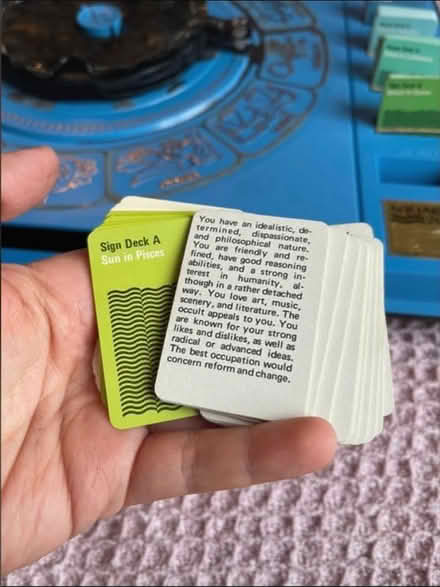 Sign Deck A
Sun in Pisces
You have an idealistic, de-
termined, dispassionate,
and philosophical nature.
You are friendly and re-
fined, have good reasoning
abilities, and a strong in-
terest in humanity, al-
though in a rather detached
way. You love art, music,
scenery, and literature. The
occult appeals to you. You
are known for your strong
likes and dislikes, as well as
radical or advanced ideas.
The best occupation would
concern reform and change.